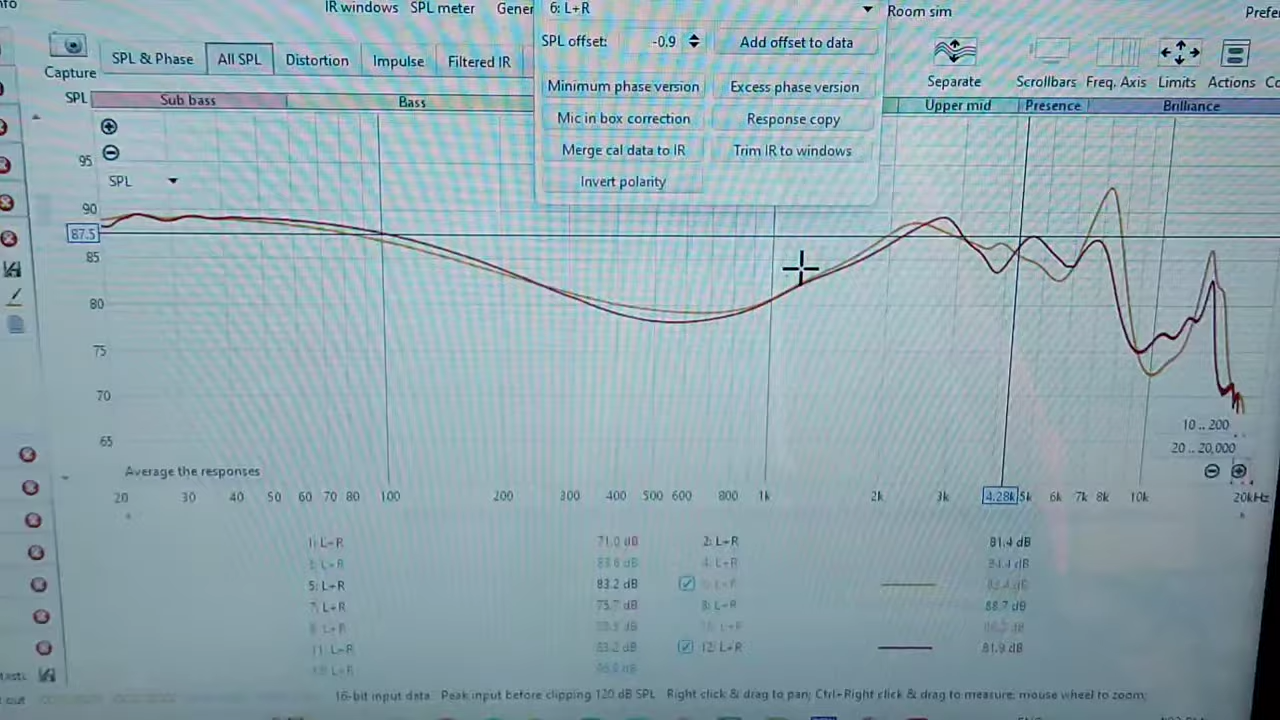 IR windows SPL meter 6: L+R Room sim
SPL offset: -0.9 Add offset to data
Capture SPL & Phase All SPL Distortion Impulse Filtered IR Separate Scrollbars Freq. Axis Limits Actions
Minimum phase version Excess phase version
SPL Sub bass Bass Upper mid Presence Brilliance
Mic in box correction Response copy
Merge cal data to IR Trim IR to windows
Invert polarity
95
SPL
90
87.5
85
80
75
70
65
10 .. 200
20 .. 20,000
Average the responses
20 30 40 50 60 70 80 100 200 300 400 500 600 800 1k 2k 3k 4.28k 5k 6k 7k 8k 10k 20kHz
1: L+R 71.0 dB 2: L+R 81.4 dB
5: L+R 83.2 dB
7: L+R 75.7 dB 8: L+R 88.7 dB
11: L+R 83.2 dB 12: L+R 81.9 dB
16-bit input data Peak input before clipping 120 dB SPL Right click & drag to pan; Ctrl+Right click & drag to measure; mouse wheel to zoom;